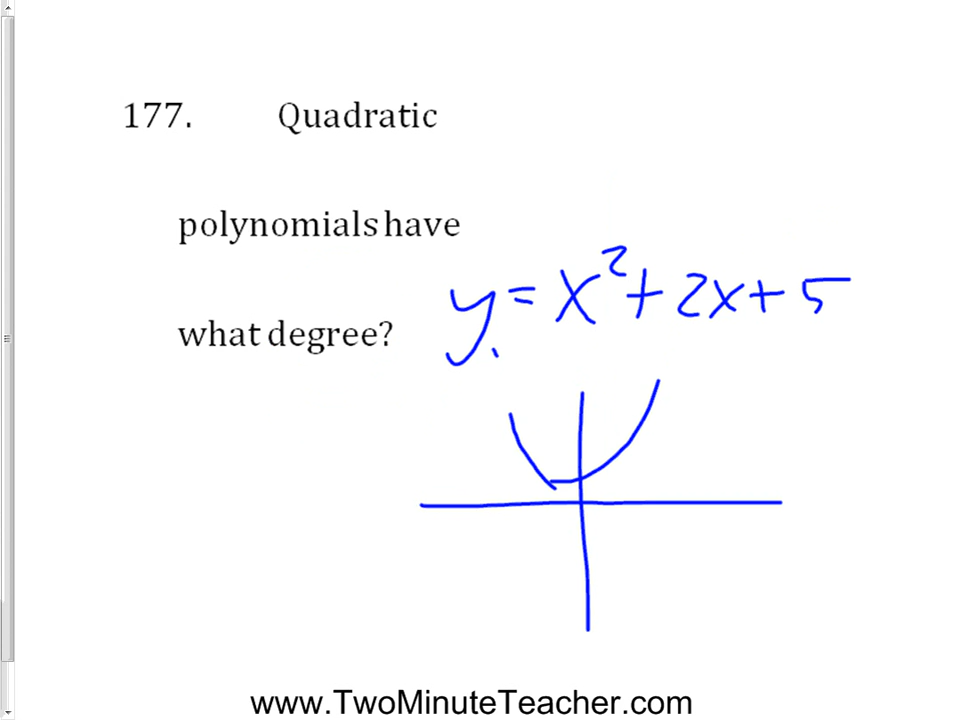 177. Quadratic
polynomials have
y = x² + 2x + 5
what degree?
www.TwoMinuteTeacher.com